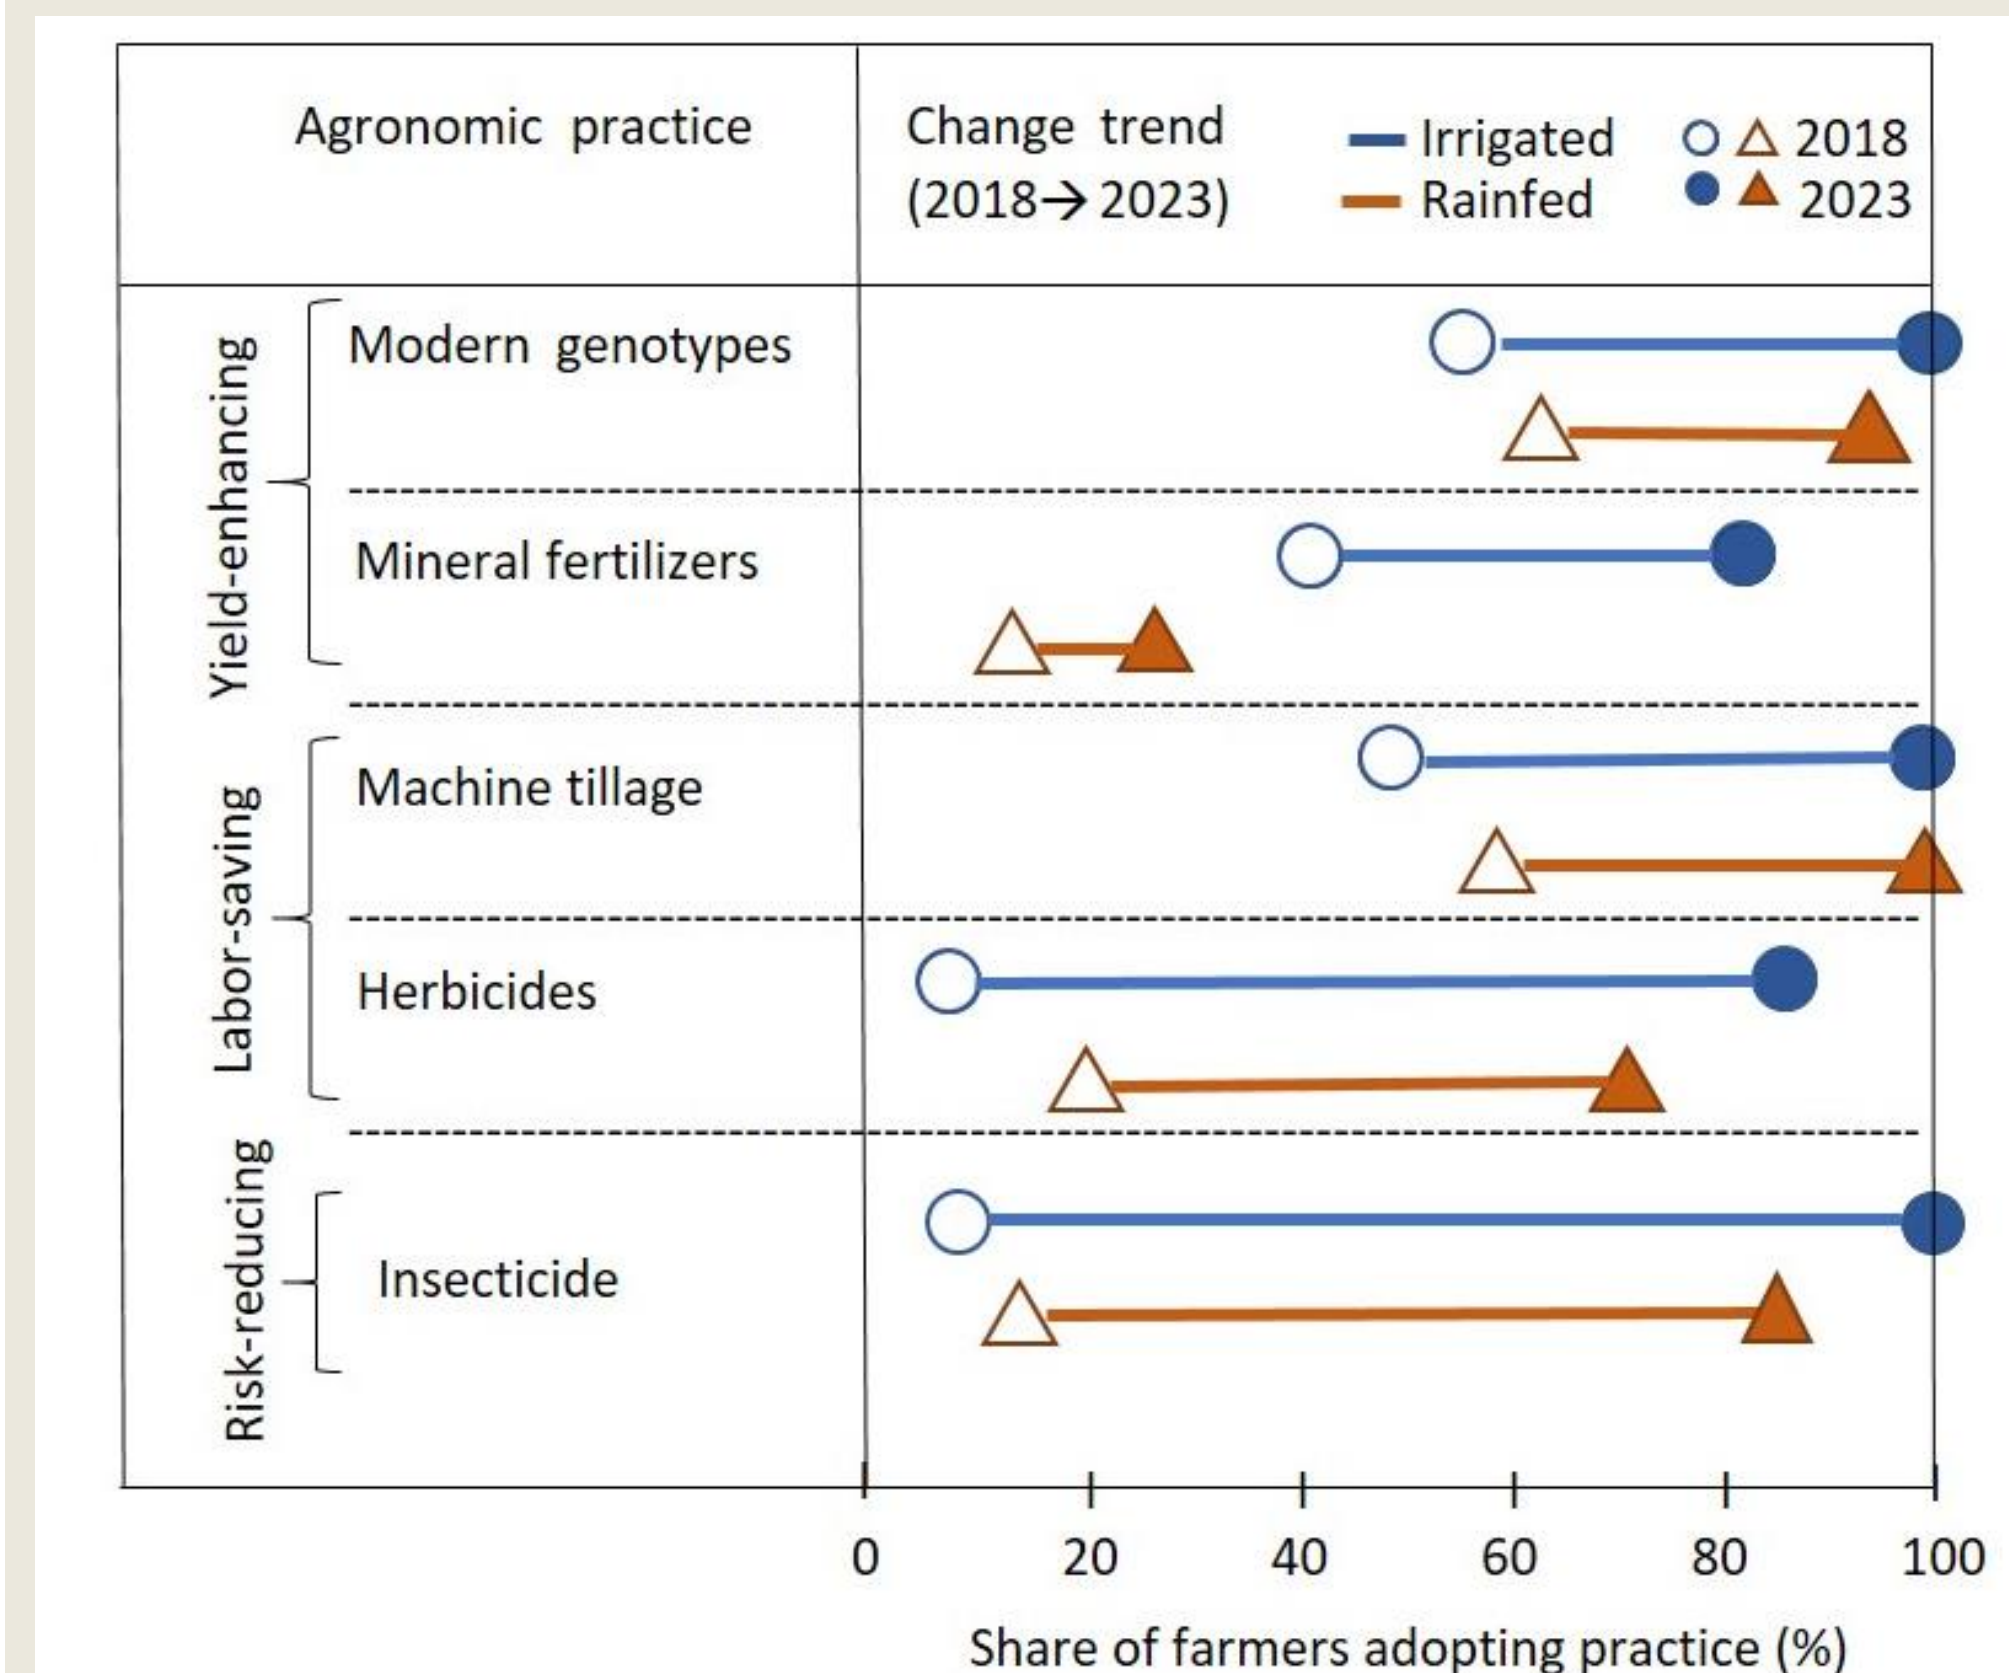 Agronomic practice
Change trend
(2018→2023)
Irrigated
Rainfed
2018
2023
Yield-enhancing
Modern genotypes
Mineral fertilizers
Labor-saving
Machine tillage
Herbicides
Risk-reducing
Insecticide
0 20 40 60 80 100
Share of farmers adopting practice (%)